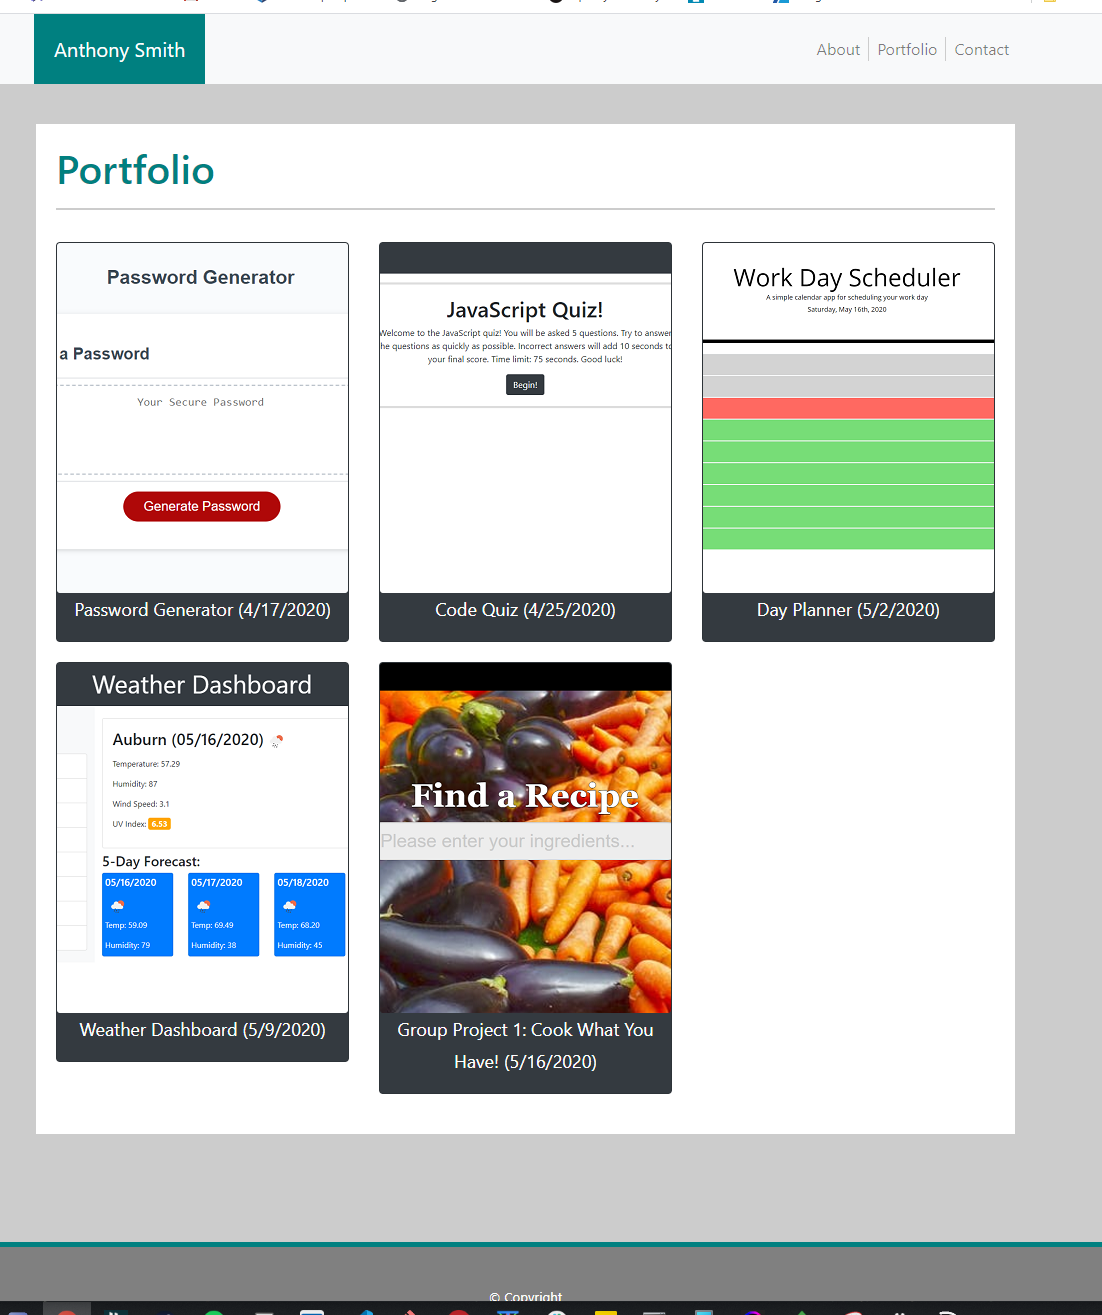 Anthony Smith
About
Portfolio
Contact
Portfolio
Password Generator
a Password
Your Secure Password
Generate Password
Password Generator (4/17/2020)
JavaScript Quiz!
Welcome to the JavaScript quiz! You will be asked 5 questions. Try to answer
he questions as quickly as possible. Incorrect answers will add 10 seconds to
your final score. Time limit: 75 seconds. Good luck!
Begin!
Code Quiz (4/25/2020)
Work Day Scheduler
A simple calendar app for scheduling your work day
Saturday, May 16th, 2020
Day Planner (5/2/2020)
Weather Dashboard
Auburn (05/16/2020)
Temperature: 57.29
Humidity: 87
Wind Speed: 3.1
UV Index: 6.53
5-Day Forecast:
05/16/2020
Temp: 59.09
Humidity: 79
05/17/2020
Temp: 69.49
Humidity: 38
05/18/2020
Temp: 68.20
Humidity: 45
Weather Dashboard (5/9/2020)
Find a Recipe
Please enter your ingredients...
Group Project 1: Cook What You
Have! (5/16/2020)
© Copyright